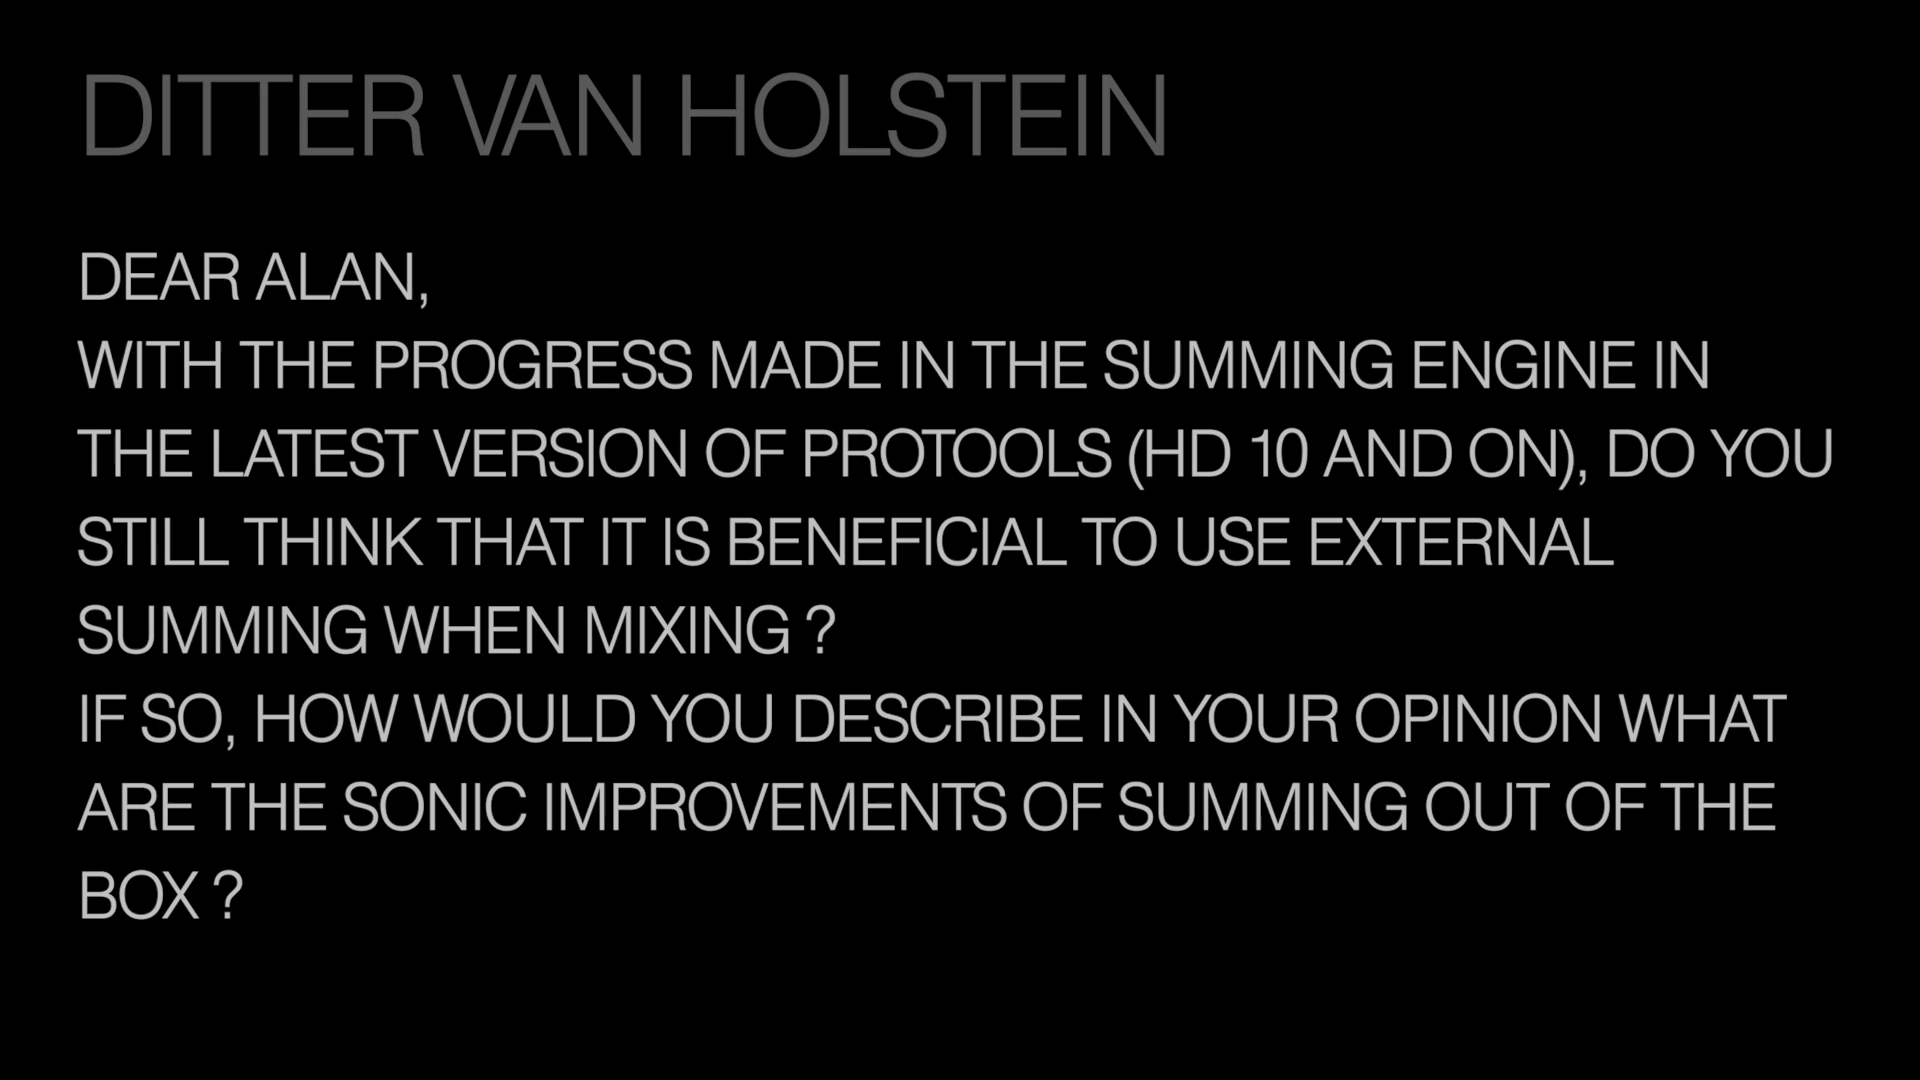 DITTER VAN HOLSTEIN
DEAR ALAN,
WITH THE PROGRESS MADE IN THE SUMMING ENGINE IN
THE LATEST VERSION OF PROTOOLS (HD 10 AND ON), DO YOU
STILL THINK THAT IT IS BENEFICIAL TO USE EXTERNAL
SUMMING WHEN MIXING ?
IF SO, HOW WOULD YOU DESCRIBE IN YOUR OPINION WHAT
ARE THE SONIC IMPROVEMENTS OF SUMMING OUT OF THE
BOX ?